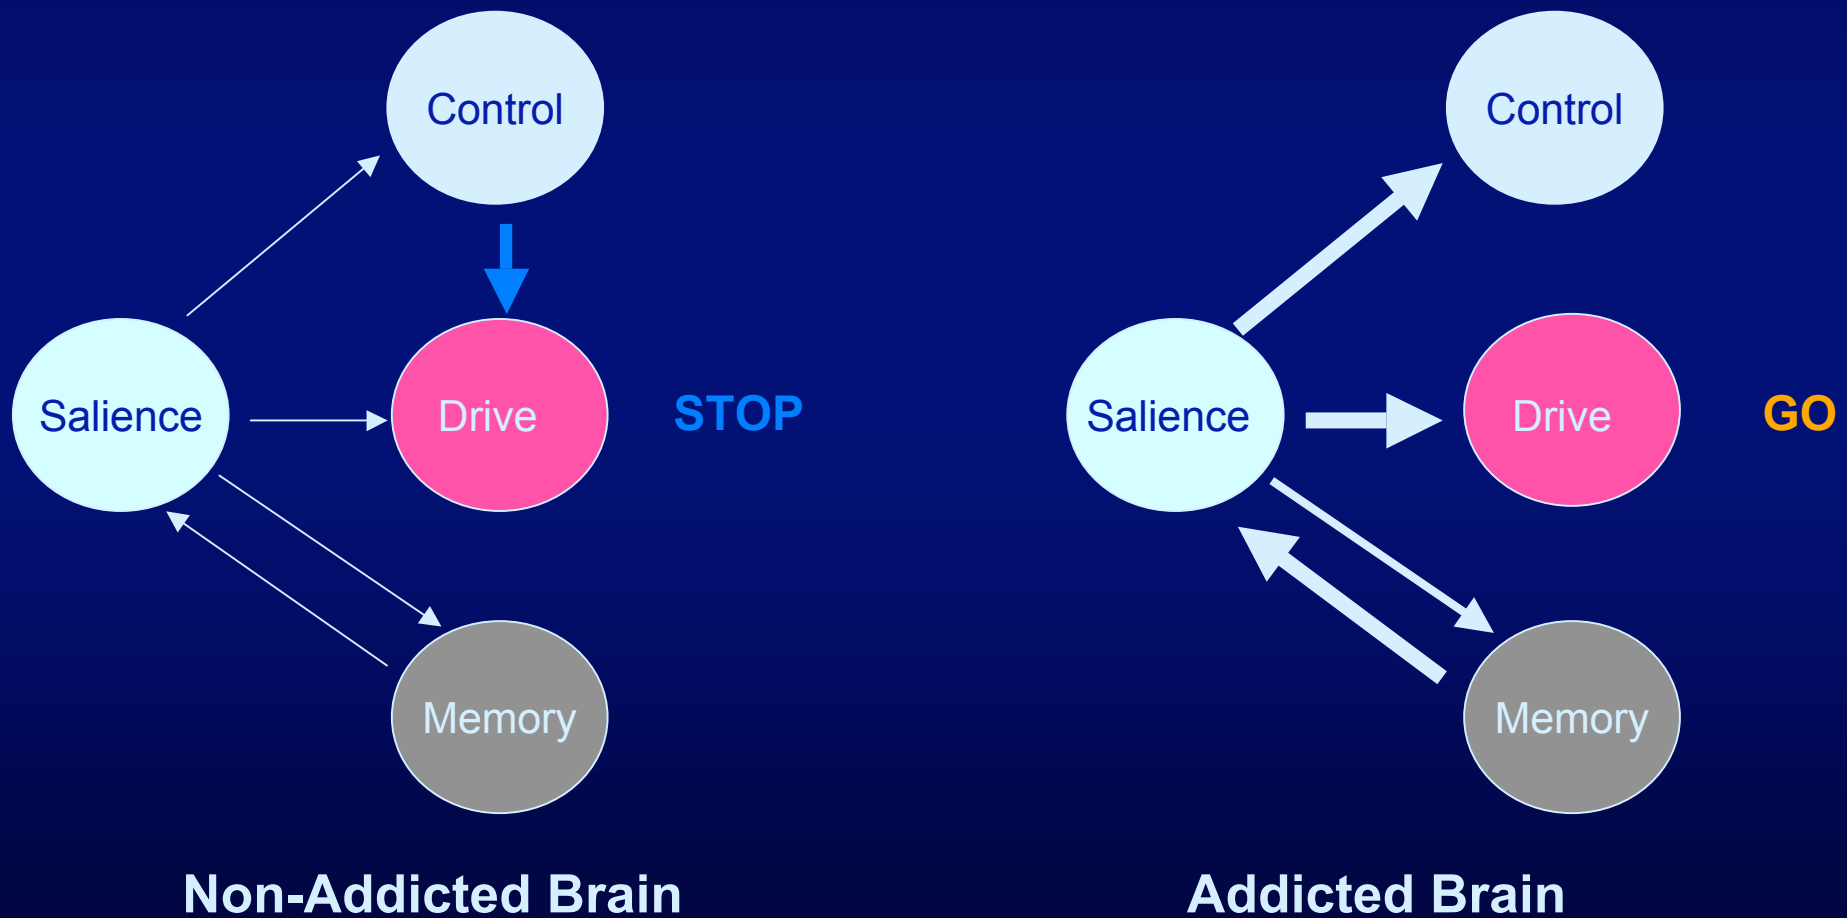 Control
Salience
Drive
STOP
Memory
Non-Addicted Brain
Control
Salience
Drive
GO
Memory
Addicted Brain